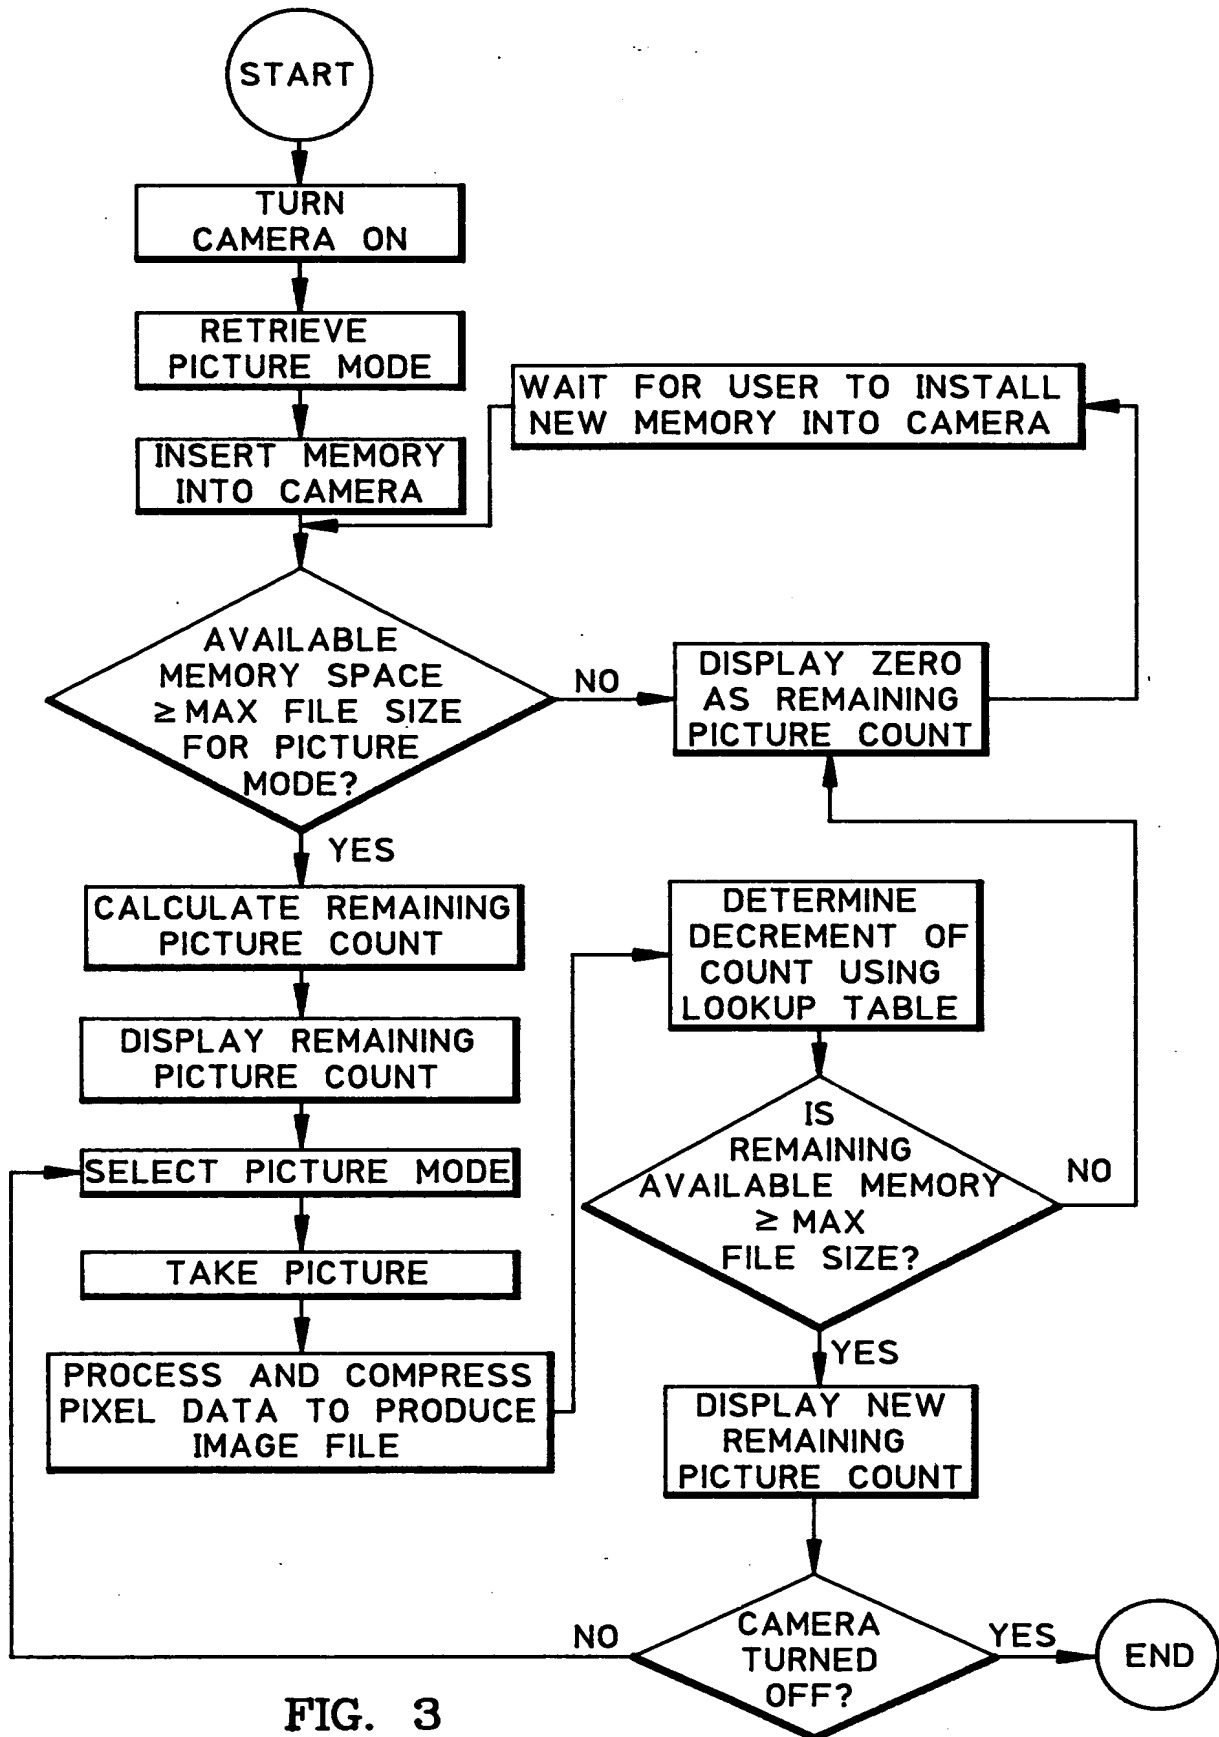 START
TURN
CAMERA ON
RETRIEVE
PICTURE MODE
INSERT MEMORY
INTO CAMERA
WAIT FOR USER TO INSTALL
NEW MEMORY INTO CAMERA
AVAILABLE
MEMORY SPACE
≥ MAX FILE SIZE
FOR PICTURE
MODE?
NO
DISPLAY ZERO
AS REMAINING
PICTURE COUNT
YES
CALCULATE REMAINING
PICTURE COUNT
DISPLAY REMAINING
PICTURE COUNT
SELECT PICTURE MODE
TAKE PICTURE
PROCESS AND COMPRESS
PIXEL DATA TO PRODUCE
IMAGE FILE
DETERMINE
DECREMENT OF
COUNT USING
LOOKUP TABLE
IS
REMAINING
AVAILABLE MEMORY
≥ MAX
FILE SIZE?
NO
YES
DISPLAY NEW
REMAINING
PICTURE COUNT
CAMERA
TURNED
OFF?
NO
YES
END
FIG. 3